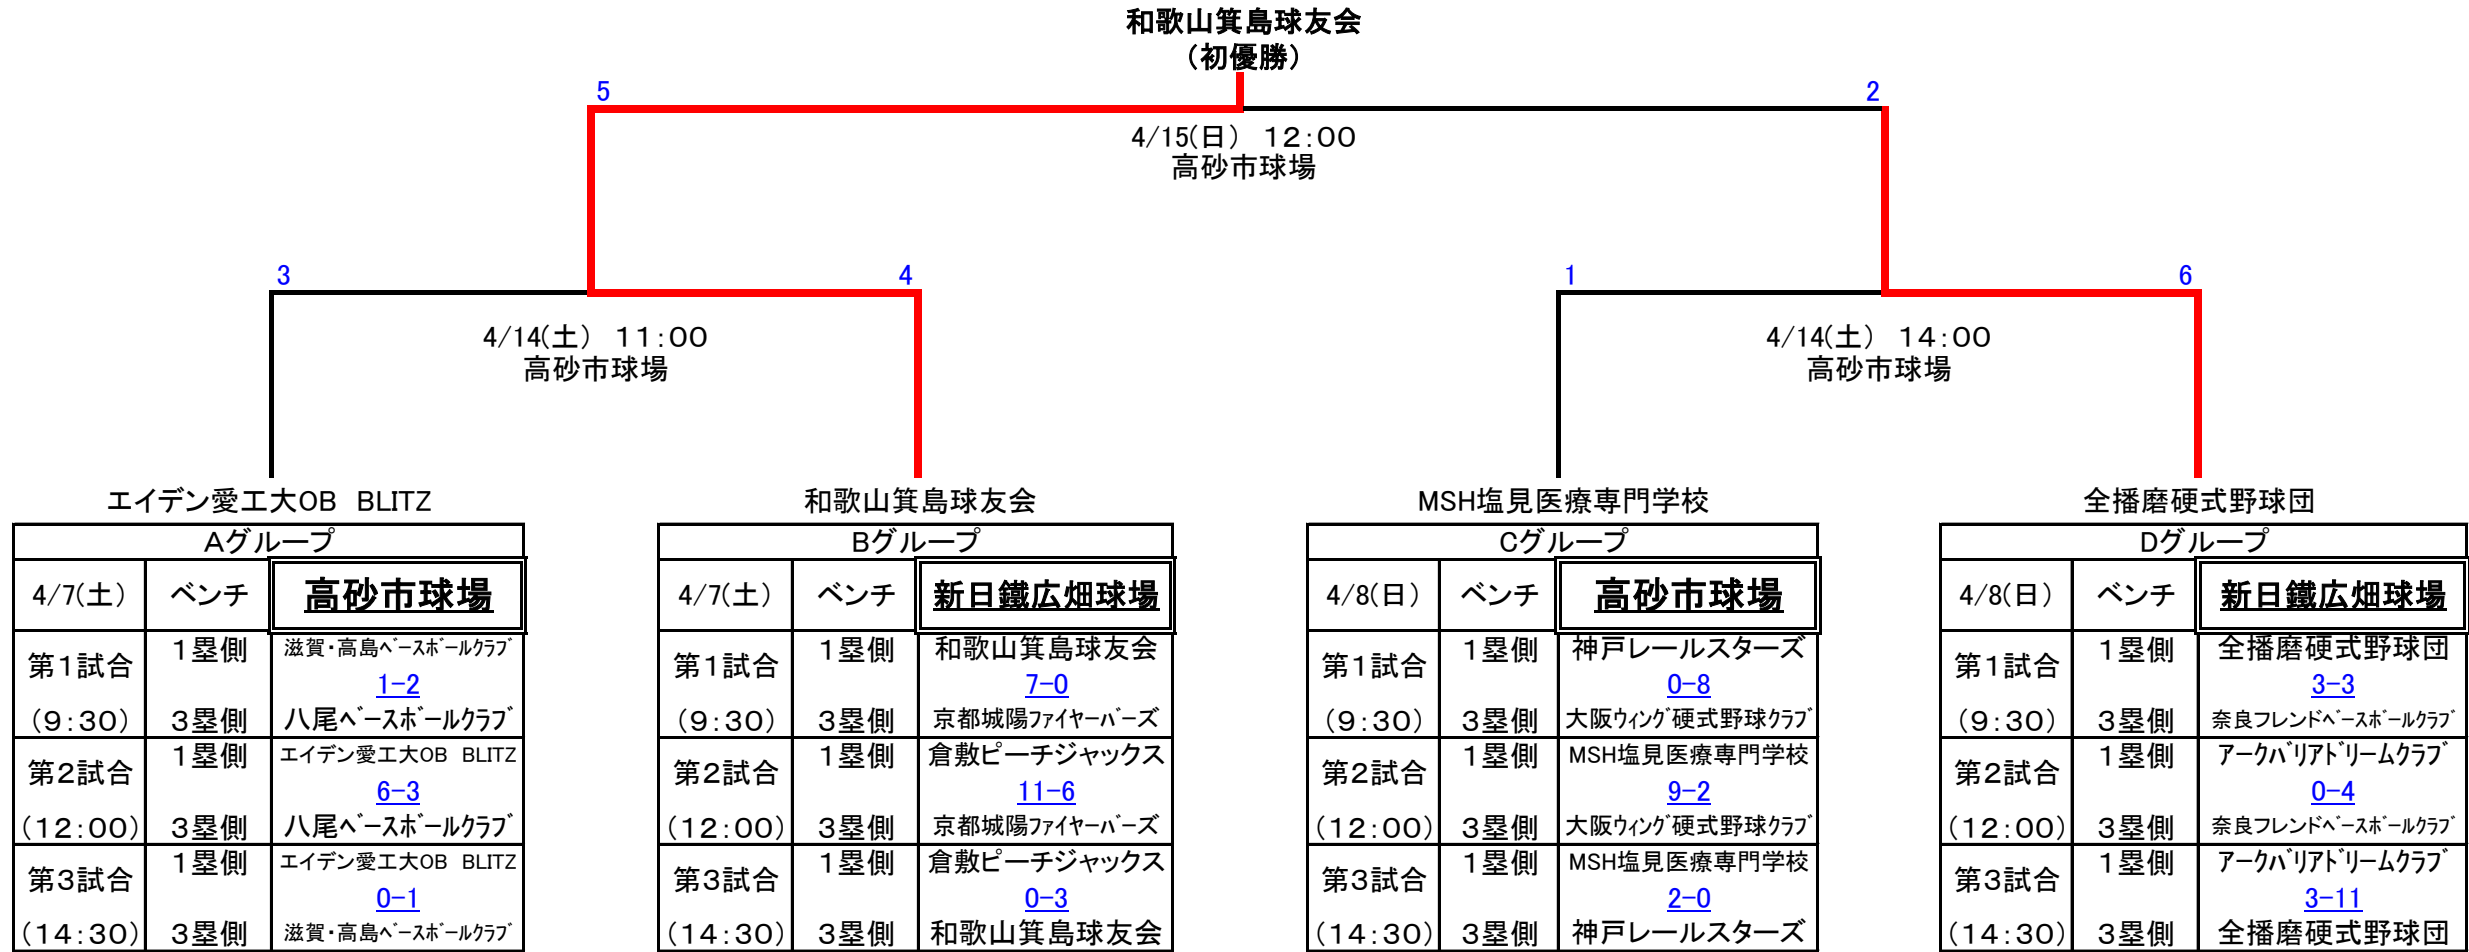 和歌山箕島球友会
（初優勝）
5
2
4/15(日)　12:00
高砂市球場
3
4
1
6
4/14(土)　11:00
高砂市球場
4/14(土)　14:00
高砂市球場
エイデン愛工大OB　BLITZ
Aグループ
4/7(土)
ベンチ
高砂市球場
第1試合
(9:30)
1塁側
3塁側
滋賀・高島ﾍﾞｰｽﾎﾞｰﾙｸﾗﾌﾞ
1-2
八尾ﾍﾞｰｽﾎﾞｰﾙｸﾗﾌﾞ
第2試合
(12:00)
1塁側
3塁側
エイデン愛工大OB　BLITZ
6-3
八尾ﾍﾞｰｽﾎﾞｰﾙｸﾗﾌﾞ
第3試合
(14:30)
1塁側
3塁側
エイデン愛工大OB　BLITZ
0-1
滋賀・高島ﾍﾞｰｽﾎﾞｰﾙｸﾗﾌﾞ
和歌山箕島球友会
Bグループ
4/7(土)
ベンチ
新日鐵広畑球場
第1試合
(9:30)
1塁側
3塁側
和歌山箕島球友会
7-0
京都城陽ﾌｧｲﾔｰﾊﾞｰｽﾞ
第2試合
(12:00)
1塁側
3塁側
倉敷ピーチジャックス
11-6
京都城陽ﾌｧｲﾔｰﾊﾞｰｽﾞ
第3試合
(14:30)
1塁側
3塁側
倉敷ピーチジャックス
0-3
和歌山箕島球友会
MSH塩見医療専門学校
Cグループ
4/8(日)
ベンチ
高砂市球場
第1試合
(9:30)
1塁側
3塁側
神戸レールスターズ
0-8
大阪ｳｨﾝｸﾞ硬式野球ｸﾗﾌﾞ
第2試合
(12:00)
1塁側
3塁側
MSH塩見医療専門学校
9-2
大阪ｳｨﾝｸﾞ硬式野球ｸﾗﾌﾞ
第3試合
(14:30)
1塁側
3塁側
MSH塩見医療専門学校
2-0
神戸レールスターズ
全播磨硬式野球団
Dグループ
4/8(日)
ベンチ
新日鐵広畑球場
第1試合
(9:30)
1塁側
3塁側
全播磨硬式野球団
3-3
奈良フレンドﾍﾞｰｽﾎﾞｰﾙｸﾗﾌﾞ
第2試合
(12:00)
1塁側
3塁側
ｱｰｸﾊﾞﾘｱﾄﾞﾘｰﾑｸﾗﾌﾞ
0-4
奈良フレンドﾍﾞｰｽﾎﾞｰﾙｸﾗﾌﾞ
第3試合
(14:30)
1塁側
3塁側
ｱｰｸﾊﾞﾘｱﾄﾞﾘｰﾑｸﾗﾌﾞ
3-11
全播磨硬式野球団